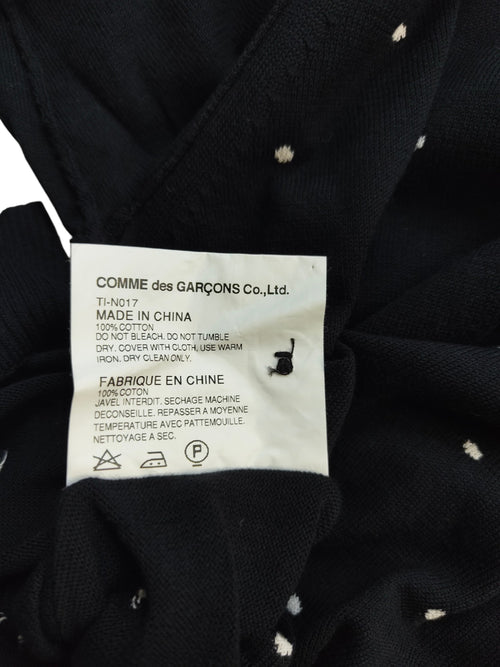 COMME des GARÇONS Co.,Ltd.
TI-N017
MADE IN CHINA
100% COTTON
DO NOT BLEACH. DO NOT TUMBLE
DRY. COVER WITH CLOTH, USE WARM
IRON. DRY CLEAN ONLY.
FABRIQUE EN CHINE
100% COTON
JAVEL INTERDIT. SECHAGE MACHINE
DECONSEILLE. REPASSER A MOYENNE
TEMPERATURE AVEC PATTEMOUILLE.
NETTOYAGE A SEC.
P